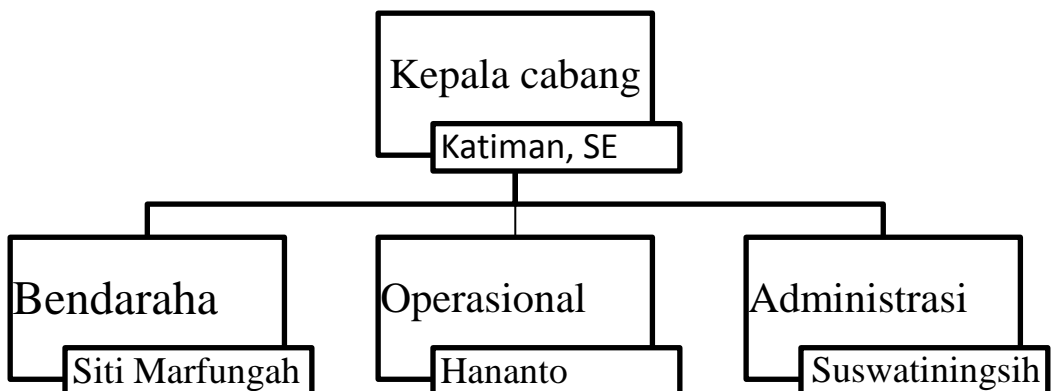 Kepala cabang
Katiman, SE
Bendaraha
Siti Marfungah
Operasional
Hananto
Administrasi
Suswatiningsih